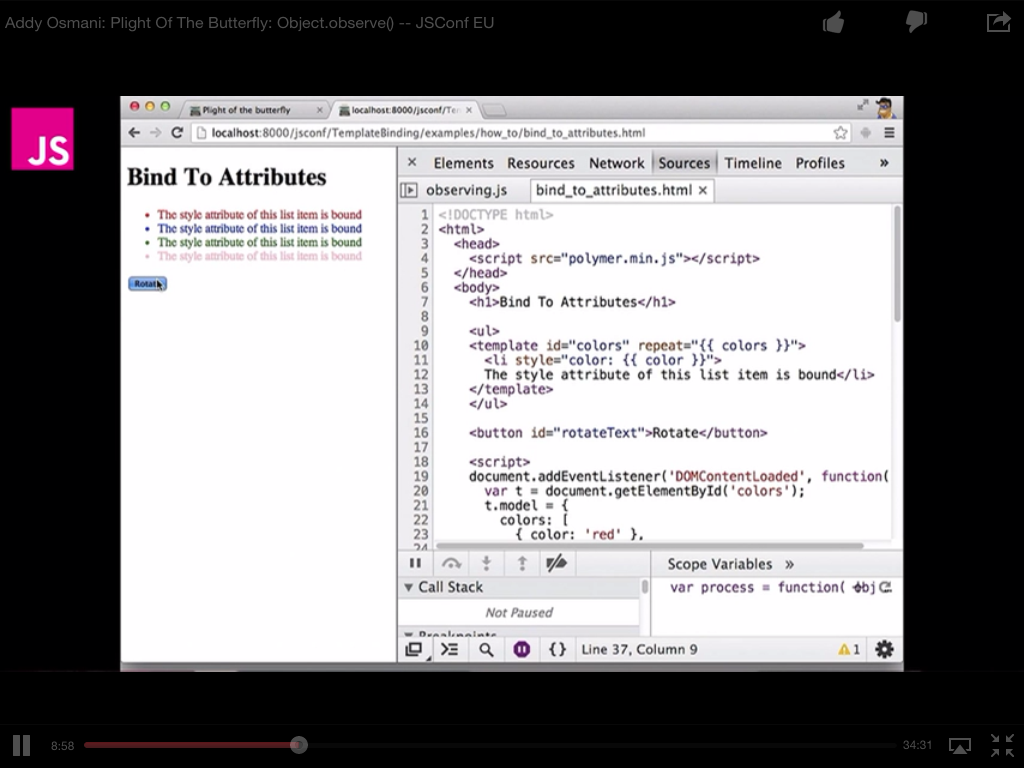 Addy Osmani: Plight Of The Butterfly: Object.observe() -- JSConf EU
JS
Plight of the butterfly
localhost:8000/jsconf/Te
localhost:8000/jsconf/TemplateBinding/examples/how_to/bind_to_attributes.html
Bind To Attributes
• The style attribute of this list item is bound
• The style attribute of this list item is bound
• The style attribute of this list item is bound
• The style attribute of this list item is bound
Rotate
× Elements Resources Network Sources Timeline Profiles »
observing.js bind_to_attributes.html ×
1 <!DOCTYPE html>
2 <html>
3 <head>
4 <script src="polymer.min.js"></script>
5 </head>
6 <body>
7 <h1>Bind To Attributes</h1>
8
9 <ul>
10 <template id="colors" repeat="{{ colors }}">
11 <li style="color: {{ color }}">
12 The style attribute of this list item is bound</li>
13 </template>
14 </ul>
15
16 <button id="rotateText">Rotate</button>
17
18 <script>
19 document.addEventListener('DOMContentLoaded', function(
20 var t = document.getElementById('colors');
21 t.model = {
22 colors: [
23 { color: 'red' },
24
Scope Variables »
▼ Call Stack
var process = function(
Not Paused
▼ Breakpoints
{} Line 37, Column 9
1
8:58
34:31